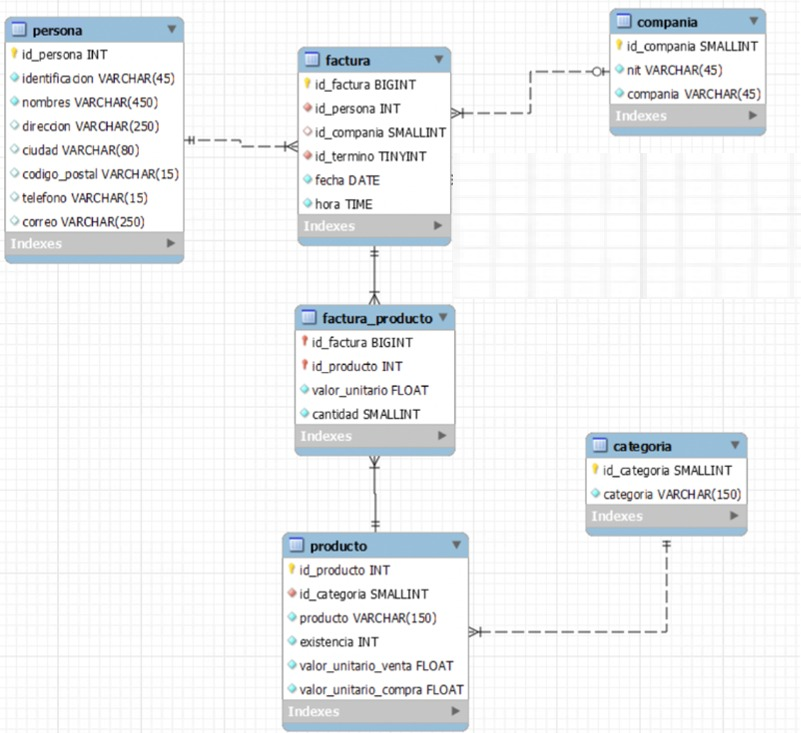 persona
id_persona INT
identificacion VARCHAR(45)
nombres VARCHAR(450)
direccion VARCHAR(250)
ciudad VARCHAR(80)
codigo_postal VARCHAR(15)
telefono VARCHAR(15)
correo VARCHAR(250)
Indexes
factura
id_factura BIGINT
id_persona INT
id_compania SMALLINT
id_termino TINYINT
fecha DATE
hora TIME
Indexes
compania
id_compania SMALLINT
nit VARCHAR(45)
compania VARCHAR(45)
Indexes
factura_producto
id_factura BIGINT
id_producto INT
valor_unitario FLOAT
cantidad SMALLINT
Indexes
categoria
id_categoria SMALLINT
categoria VARCHAR(150)
Indexes
producto
id_producto INT
id_categoria SMALLINT
producto VARCHAR(150)
existencia INT
valor_unitario_venta FLOAT
valor_unitario_compra FLOAT
Indexes